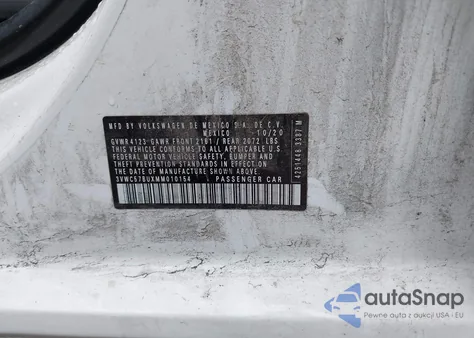 MFD. BY VOLKSWAGEN DE MEXICO S.A. DE C.V.
MEXICO 10/20
GVWR 4123 GAWR FRONT 2161 / REAR 2072 LBS
THIS VEHICLE CONFORMS TO ALL APPLICABLE
FEDERAL MOTOR VEHICLE SAFETY, BUMPER AND
THEFT PREVENTION STANDARDS IN EFFECT ON
THE DATE OF MANUFACTURE SHOWN ABOVE.
3VWC57BUXMM010154 PASSENGER CAR
4251448 3307 M
autaSnap
Pewne auta z aukcji USA - EU